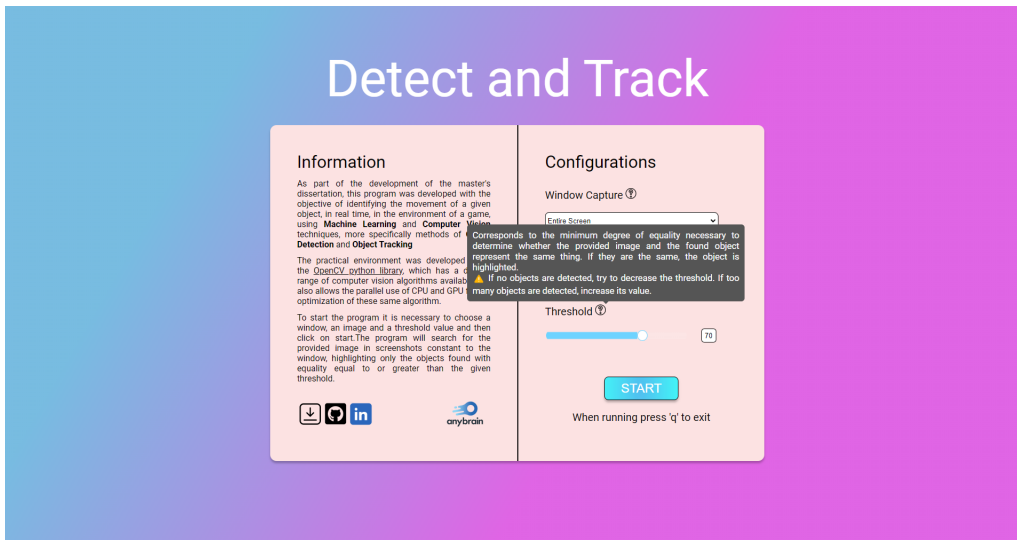 Detect and Track
Information
As part of the development of the master's
dissertation, this program was developed with the
objective of identifying the movement of a given
object, in real time, in the environment of a game,
using Machine Learning and Computer Vision
techniques, more specifically methods of
Detection and Object Tracking
The practical environment was developed
the OpenCV python library, which has a
range of computer vision algorithms
also allows the parallel use of CPU and GPU
optimization of these same algorithm.
To start the program it is necessary to choose a
window, an image and a threshold value and then
click on start.The program will search for the
provided image in screenshots constant to the
window, highlighting only the objects found with
equality equal to or greater than the given
threshold.
in
anybrain
Configurations
Window Capture
Entire Screen
Corresponds to the minimum degree of equality necessary to
determine whether the provided image and the found object
represent the same thing. If they are the same, the object is
highlighted.
If no objects are detected, try to decrease the threshold. If too
many objects are detected, increase its value.
Threshold
70
START
When running press 'q' to exit